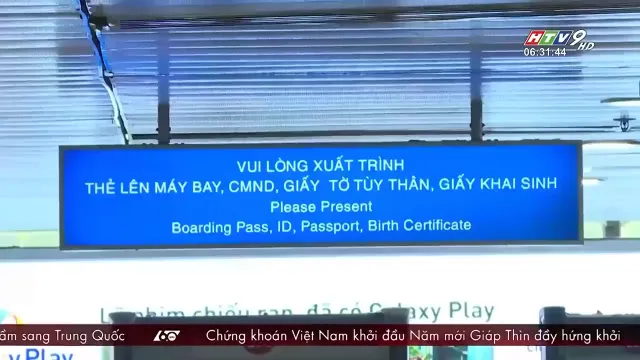 HTV9 HD
06:31:44
VUI LÒNG XUẤT TRÌNH
THẺ LÊN MÁY BAY, CMND, GIẤY TỜ TÙY THÂN, GIẤY KHAI SINH
Please Present
Boarding Pass, ID, Passport, Birth Certificate
phim chiếu rạp, đã có Galaxy Play
y Play
sang Trung Quốc
60
Chứng khoán Việt Nam khởi đầu Năm mới Giáp Thìn đầy hứng khởi